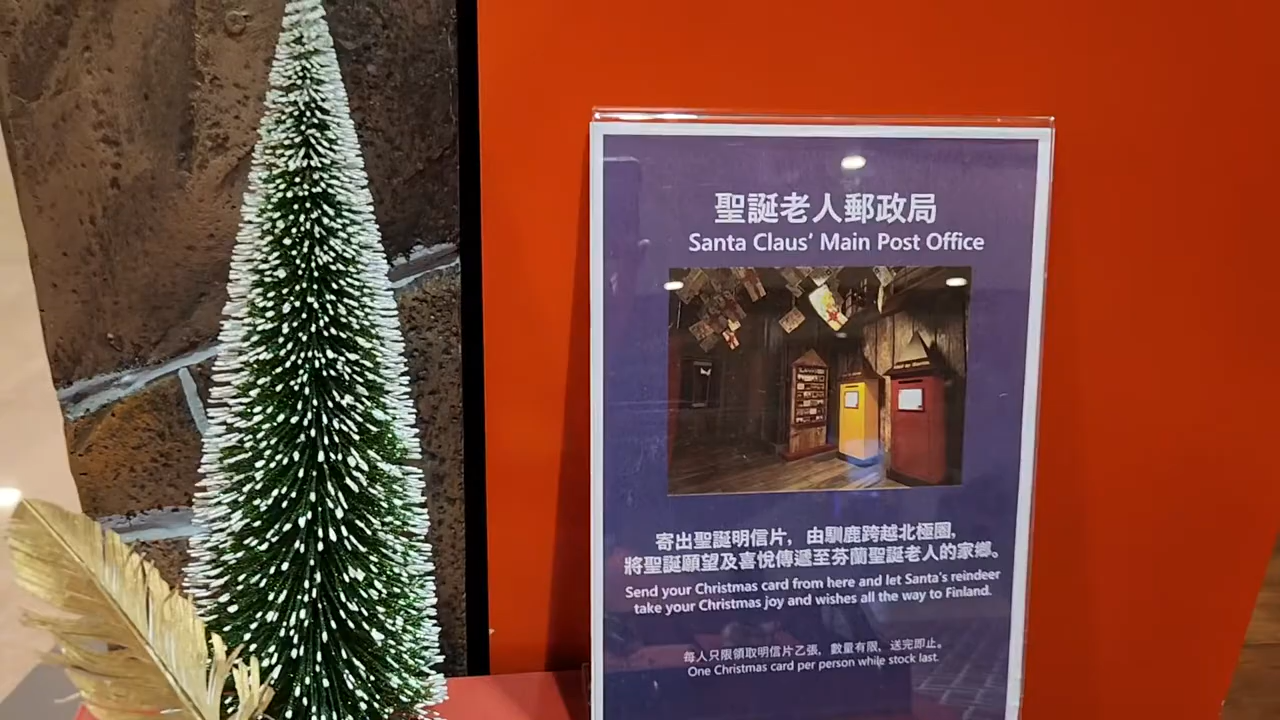 聖誕老人郵政局
Santa Claus' Main Post Office
寄出聖誕明信片，由馴鹿跨越北極圈，
將聖誕願望及喜悅傳遞至芬蘭聖誕老人的家鄉。
Send your Christmas card from here and let Santa's reindeer
take your Christmas joy and wishes all the way to Finland.
每人只限領取明信片乙張，數量有限，送完即止。
One Christmas card per person while stock last.